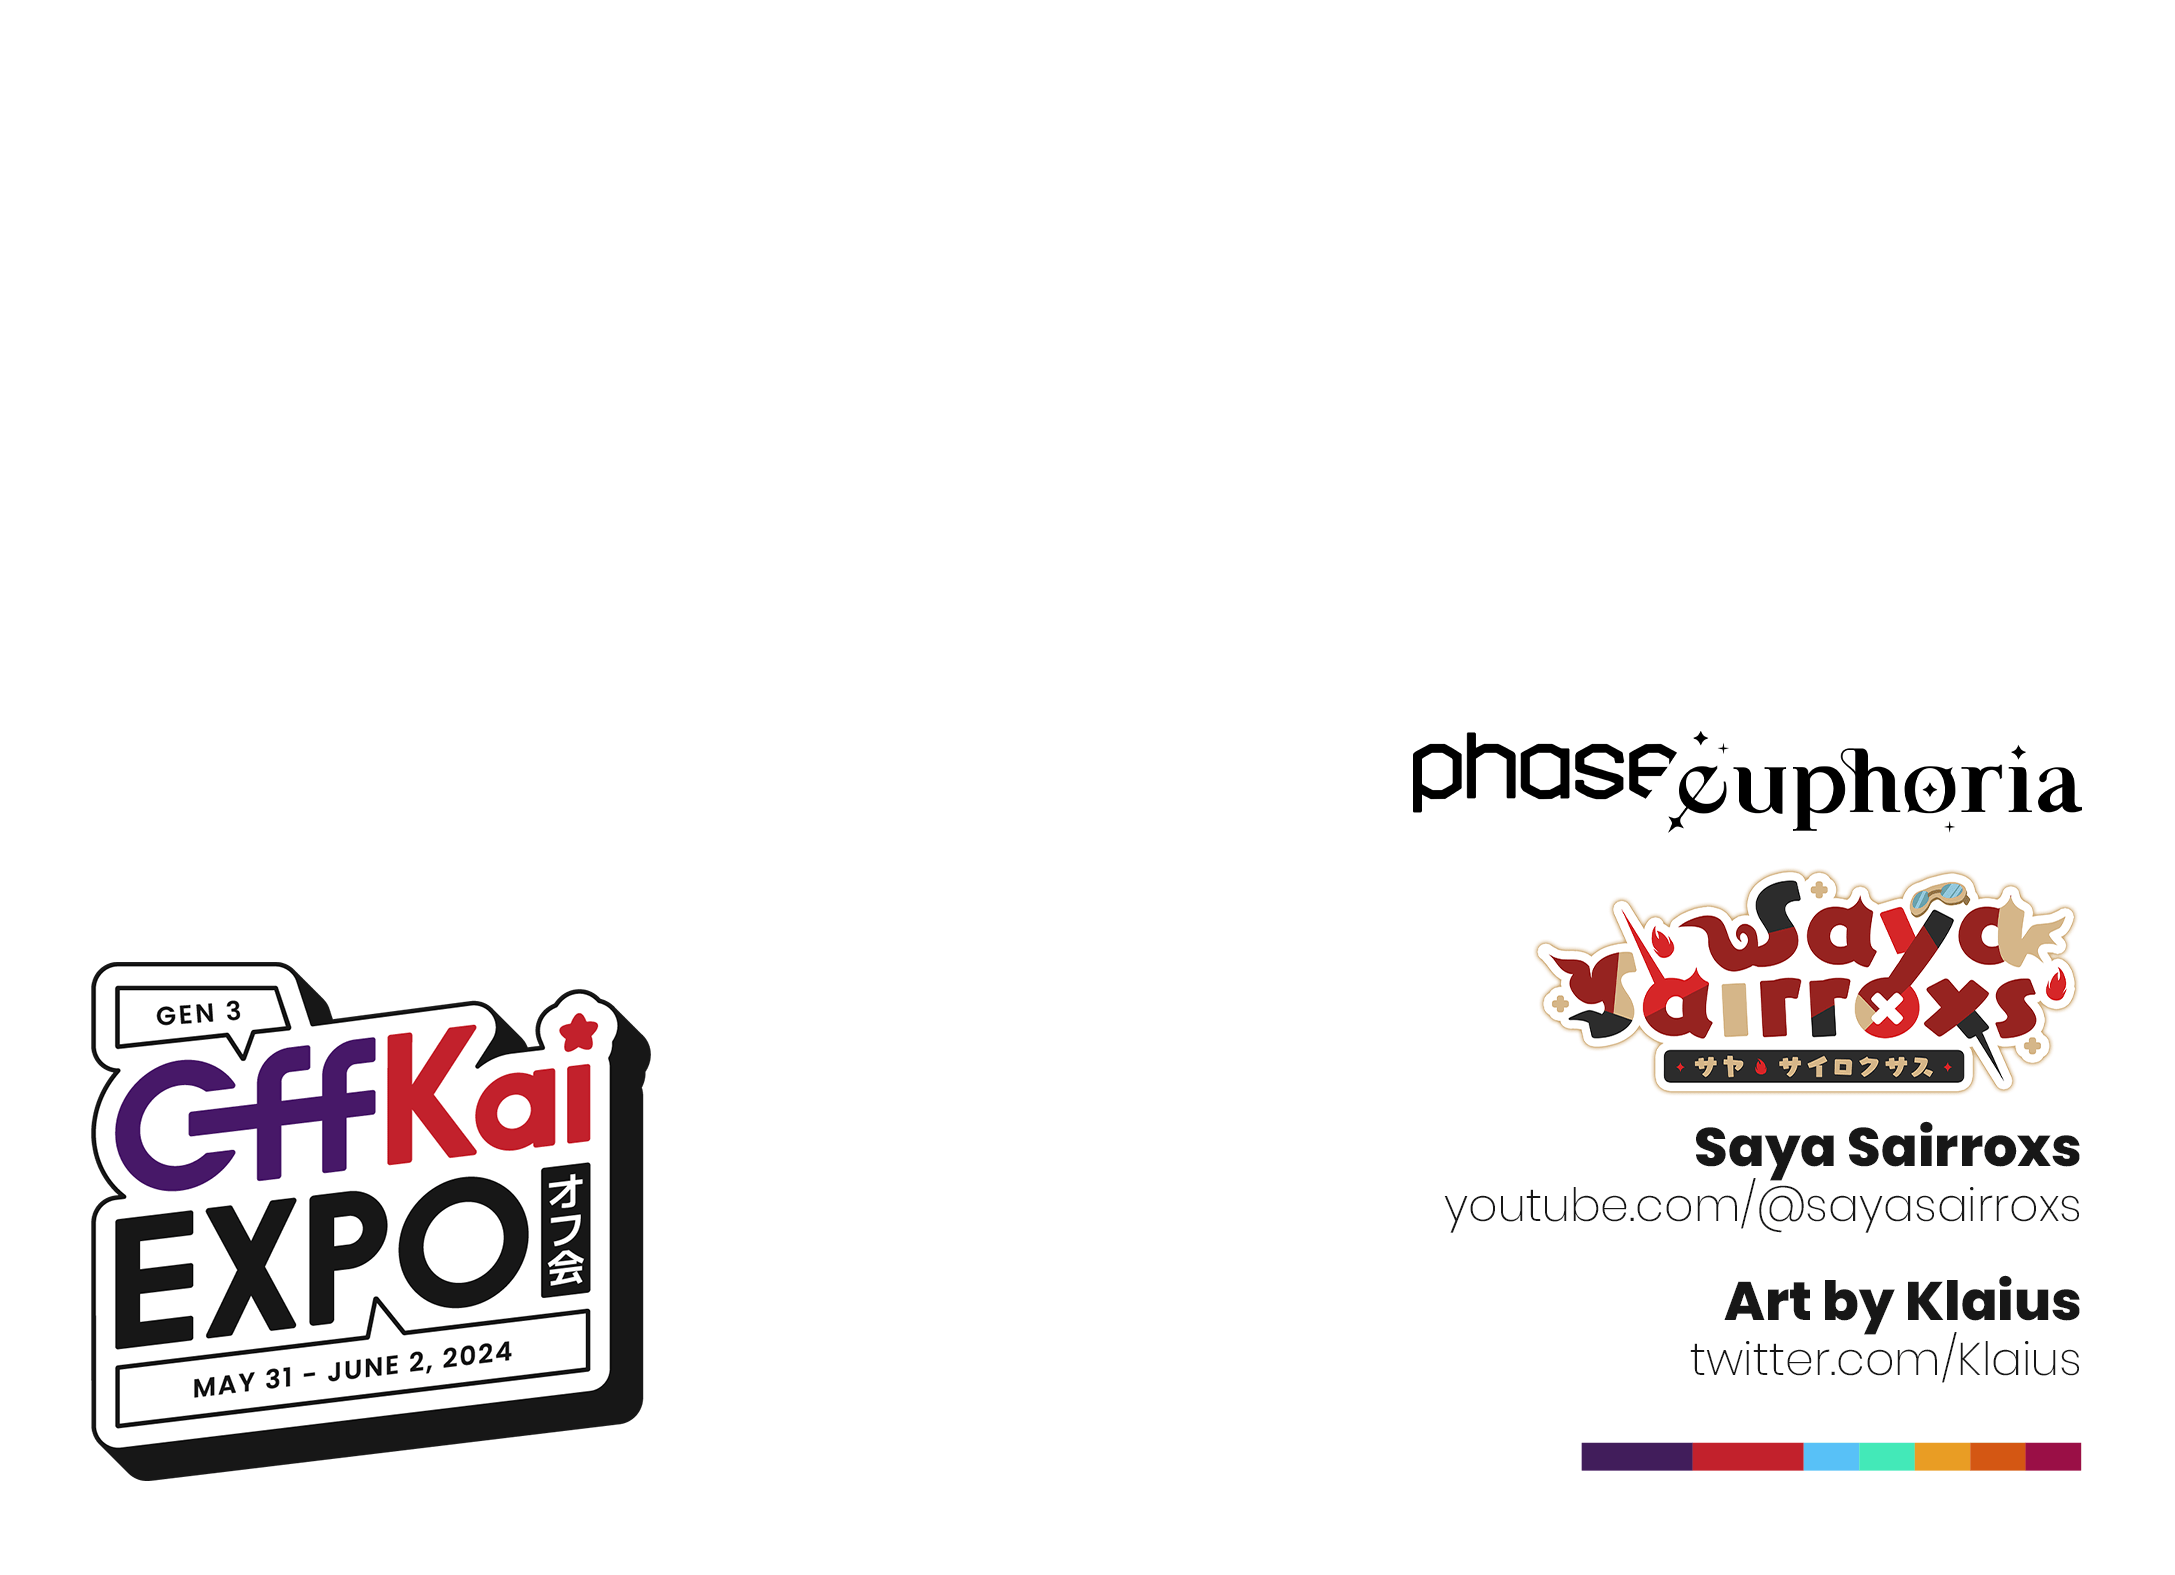 GEN 3
OffKai
EXPO
オフ会
MAY 31 - JUNE 2, 2024
phase euphoria
Saya
Sairroxs
サヤ サイロクサス
Saya Sairroxs
youtube.com/@sayasairroxs
Art by Klaius
twitter.com/Klaius